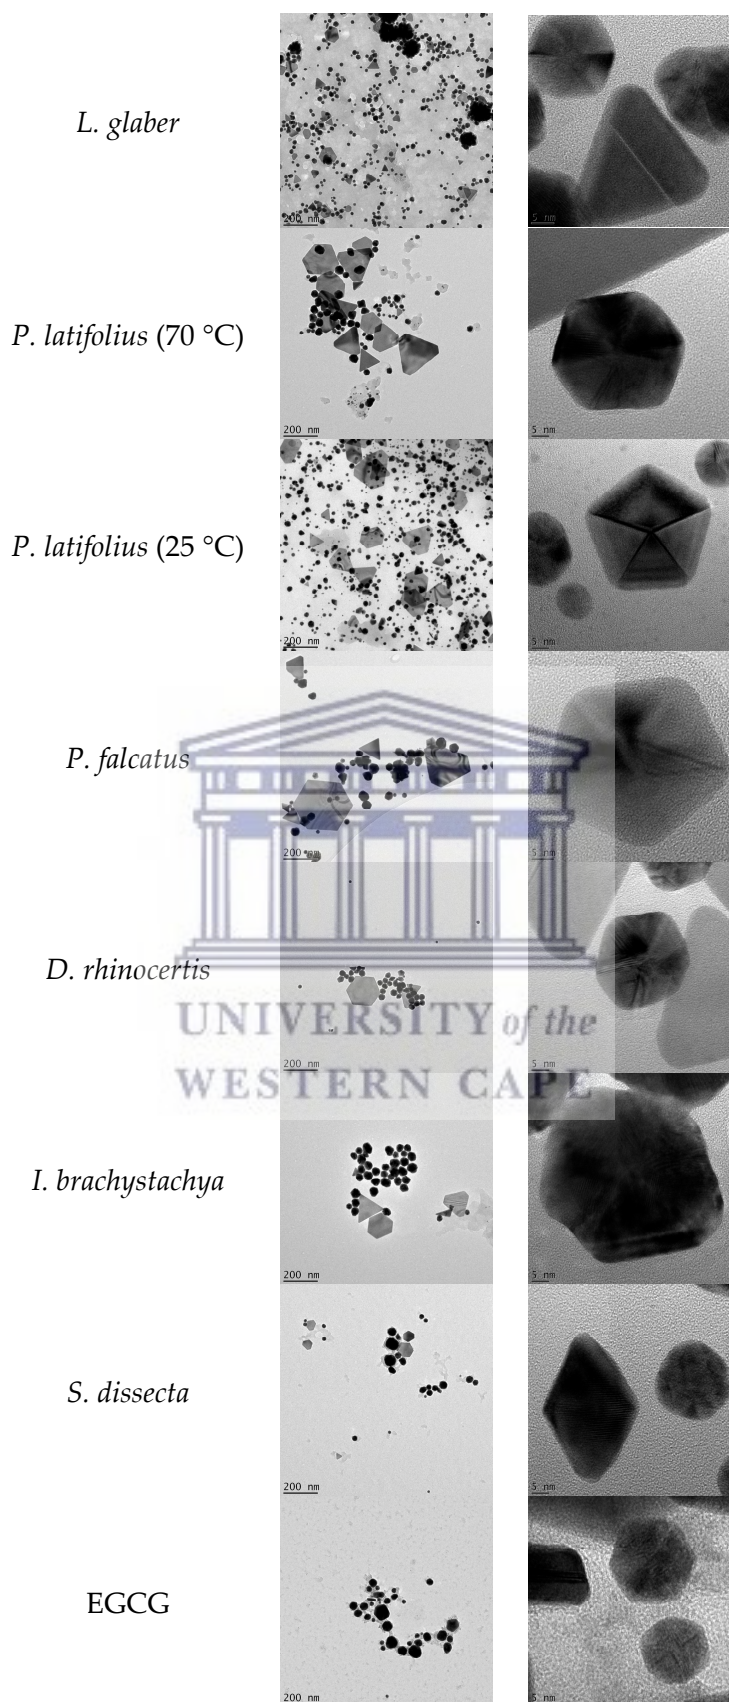 L. glaber
200 nm
5 nm
P. latifolius (70 °C)
200 nm
5 nm
P. latifolius (25 °C)
200 nm
5 nm
P. falcatus
200 nm
5 nm
D. rhinocertis
200 nm
5 nm
UNIVERSITY of the
WESTERN CAPE
I. brachystachya
200 nm
5 nm
S. dissecta
200 nm
5 nm
EGCG
200 nm
5 nm